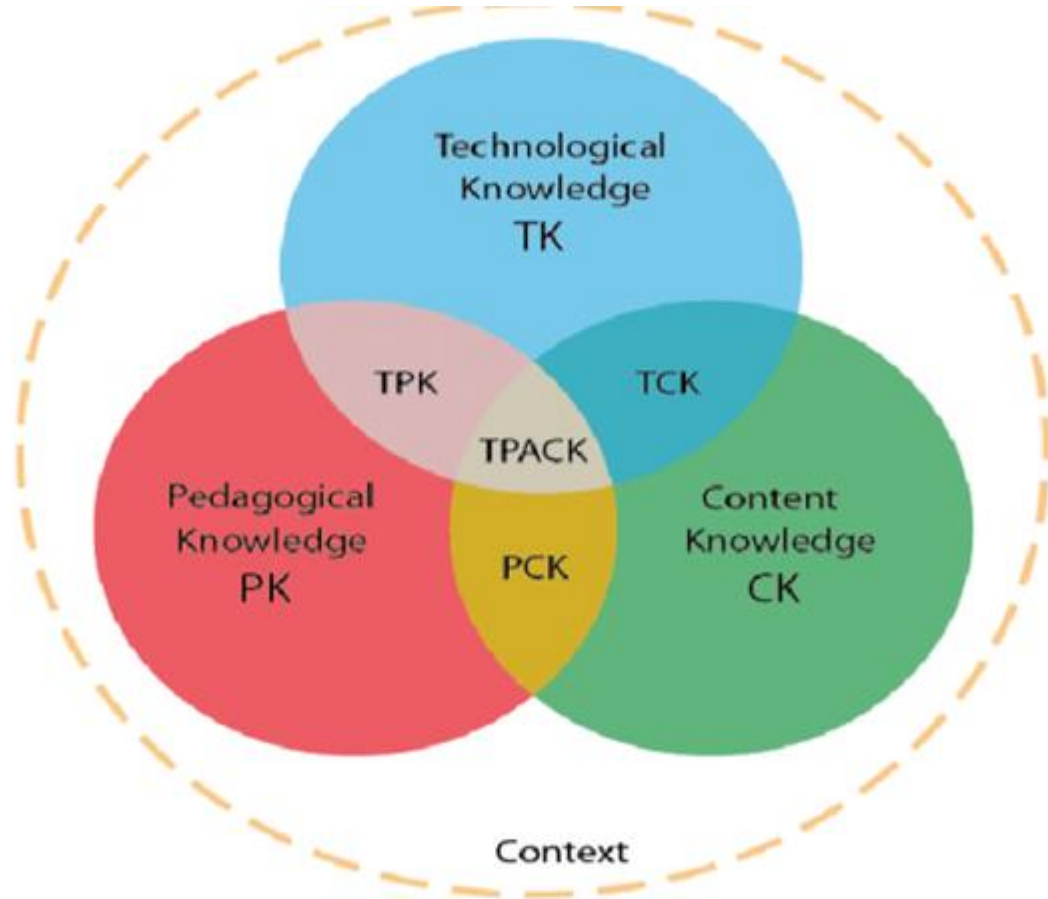 Technological
Knowledge
TK
TPK
TCK
TPACK
Pedagogical
Knowledge
PK
Content
Knowledge
CK
PCK
Context